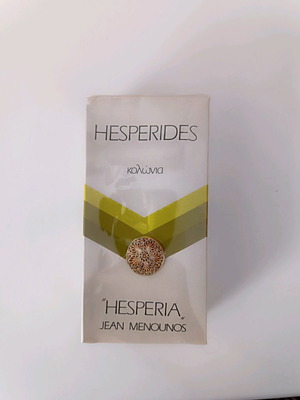 HESPERIDES
κολώνια
"HESPERIA„
JEAN MENOUNOS